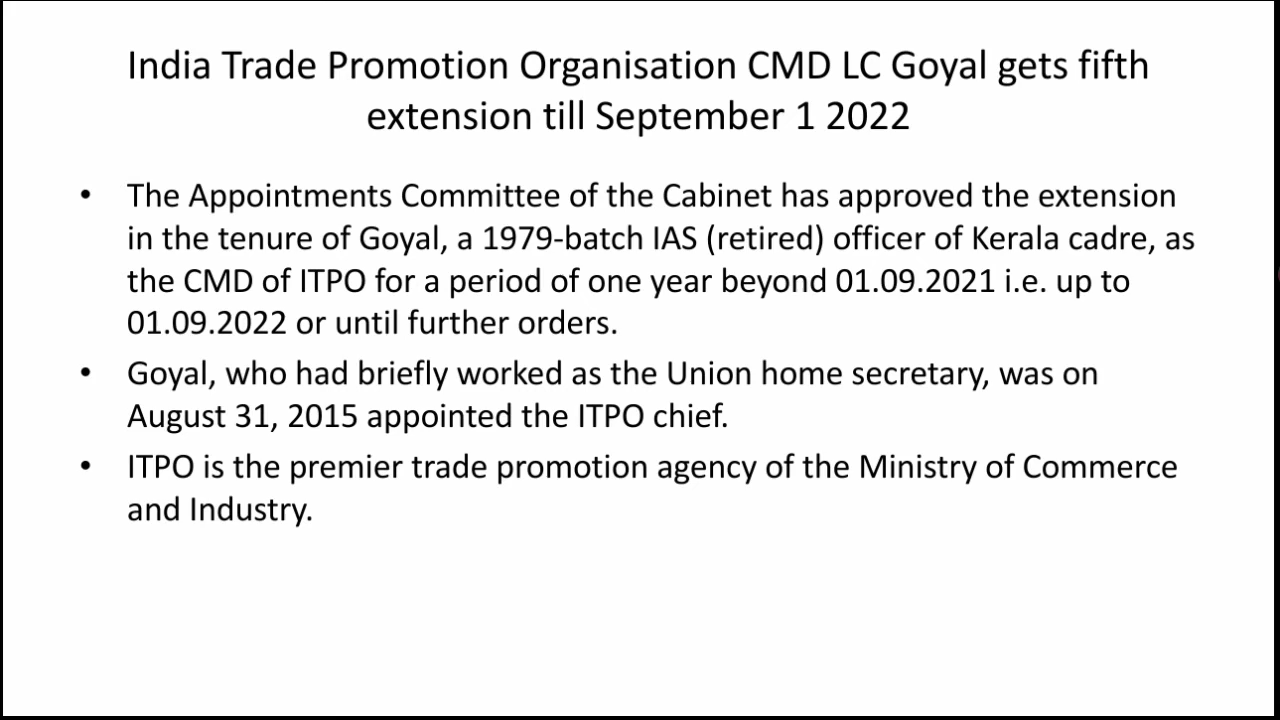 India Trade Promotion Organisation CMD LC Goyal gets fifth
extension till September 1 2022
• The Appointments Committee of the Cabinet has approved the extension
in the tenure of Goyal, a 1979-batch IAS (retired) officer of Kerala cadre, as
the CMD of ITPO for a period of one year beyond 01.09.2021 i.e. up to
01.09.2022 or until further orders.
• Goyal, who had briefly worked as the Union home secretary, was on
August 31, 2015 appointed the ITPO chief.
• ITPO is the premier trade promotion agency of the Ministry of Commerce
and Industry.